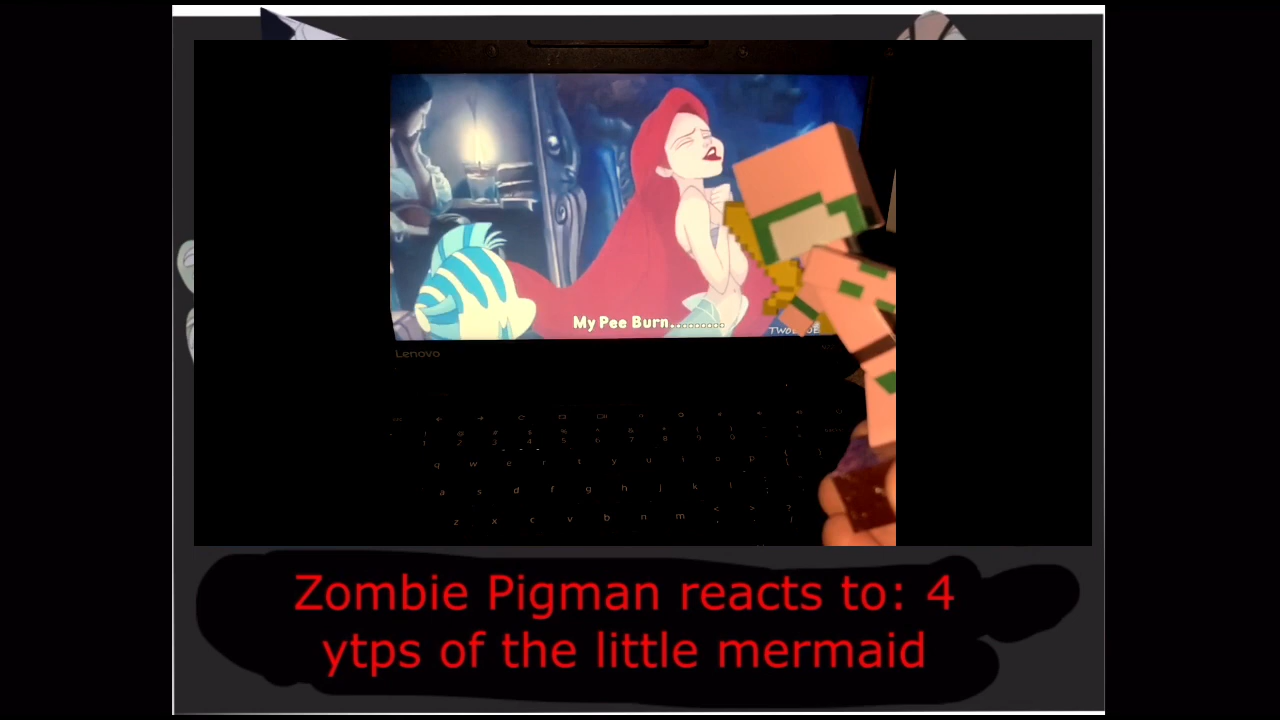 My Pee Burn.........
Lenovo
q w e r t y u i o p
a s d f g h j k l
z x c v b n m
Zombie Pigman reacts to: 4
ytps of the little mermaid